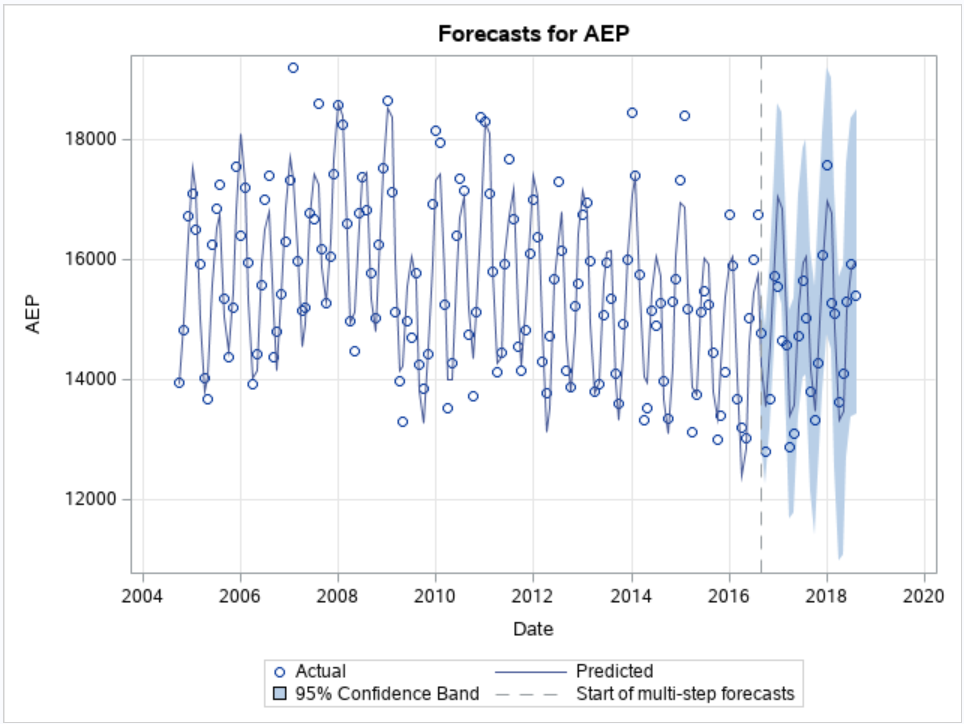 Forecasts for AEP
18000
16000
14000
12000
AEP
2004 2006 2008 2010 2012 2014 2016 2018 2020
Date
Actual Predicted
95% Confidence Band Start of multi-step forecasts